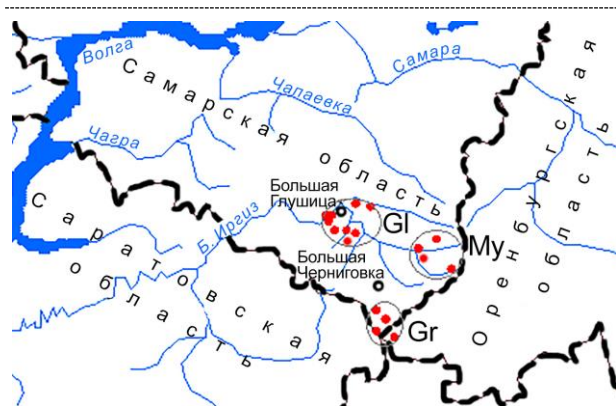 Волга
Самара
Самарская область
Чапаевка
Чагра
Оренбургская область
Большая
Глушица
Gl
My
Б. Иргиз
Саратовская область
Большая
Черниговка
Gr